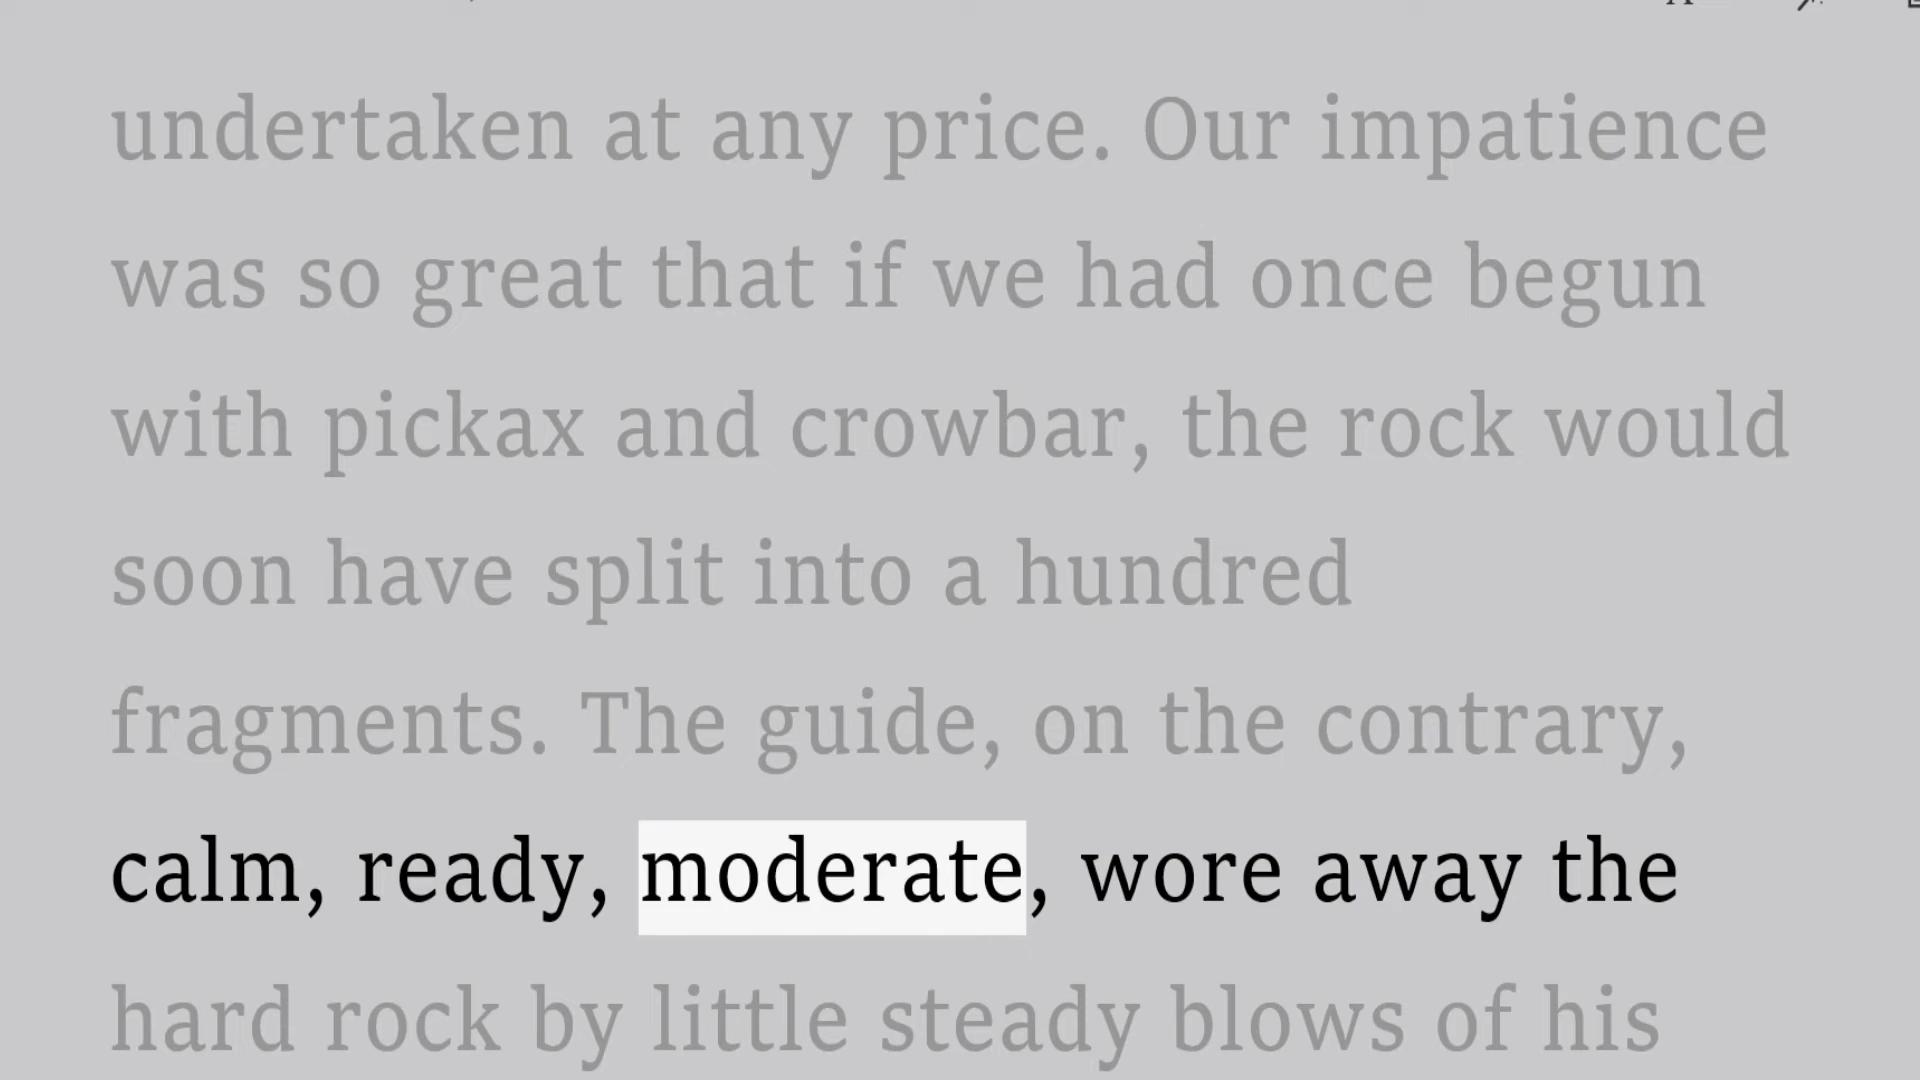 undertaken at any price. Our impatience
was so great that if we had once begun
with pickax and crowbar, the rock would
soon have split into a hundred
fragments. The guide, on the contrary,
calm, ready, moderate, wore away the
hard rock by little steady blows of his